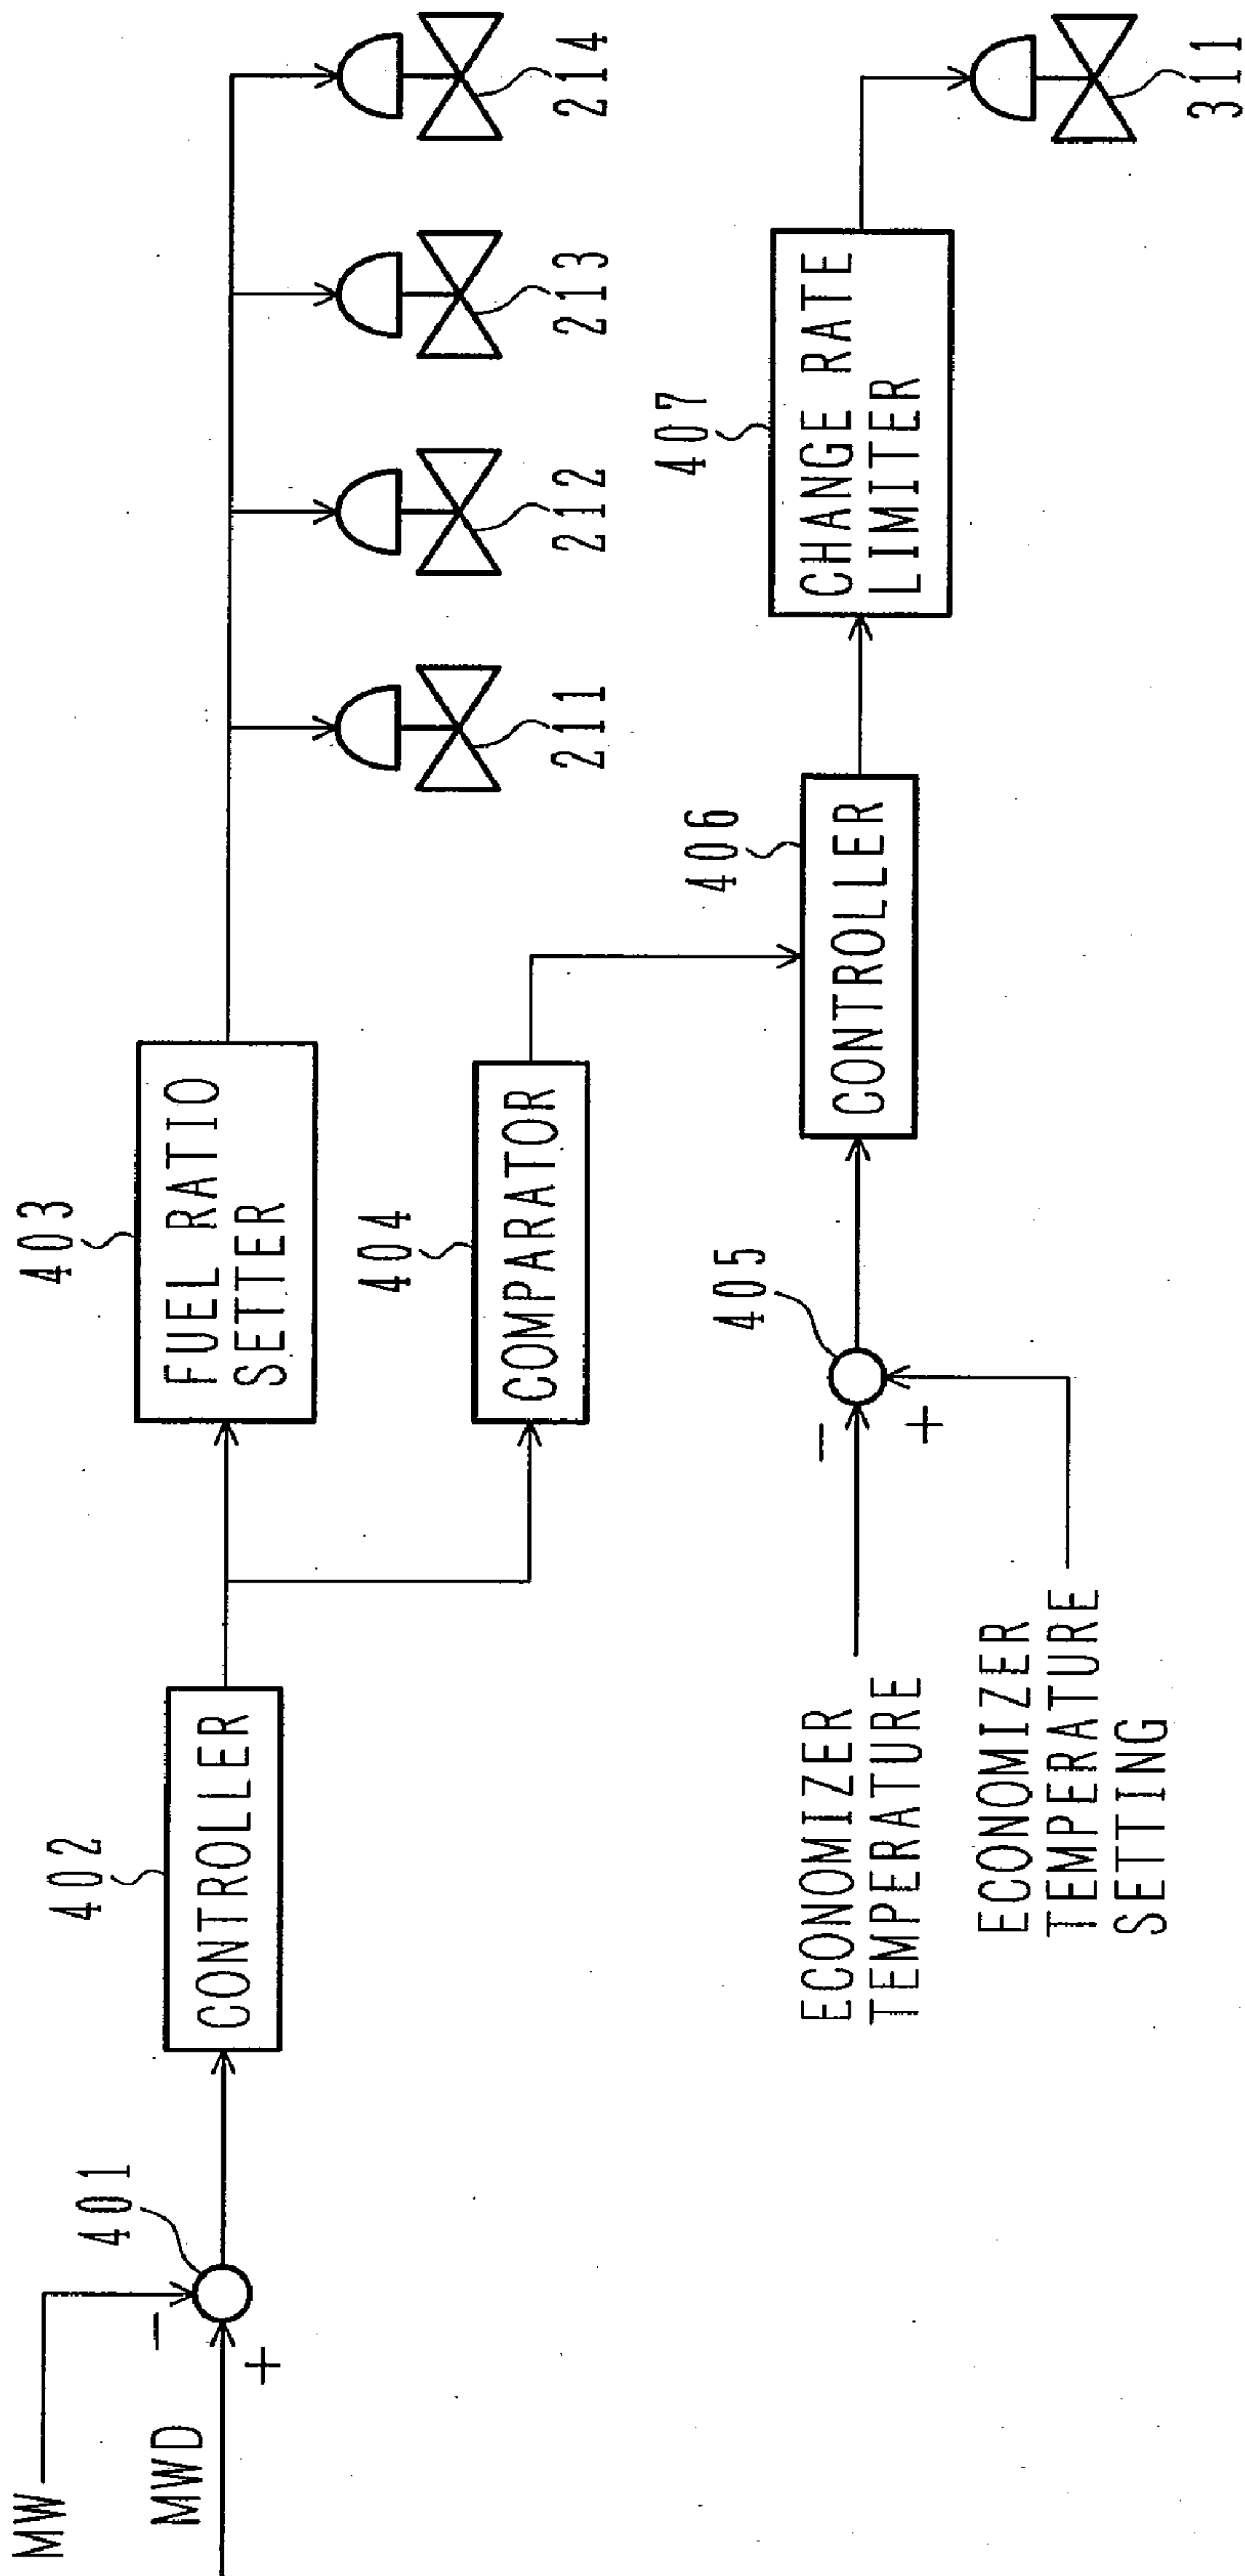 MW
MWD
+
−
401
402
CONTROLLER
403
FUEL RATIO
SETTER
404
COMPARATOR
211
212
213
214
ECONOMIZER
TEMPERATURE
ECONOMIZER
TEMPERATURE
SETTING
−
+
405
406
CONTROLLER
407
CHANGE RATE
LIMITER
311